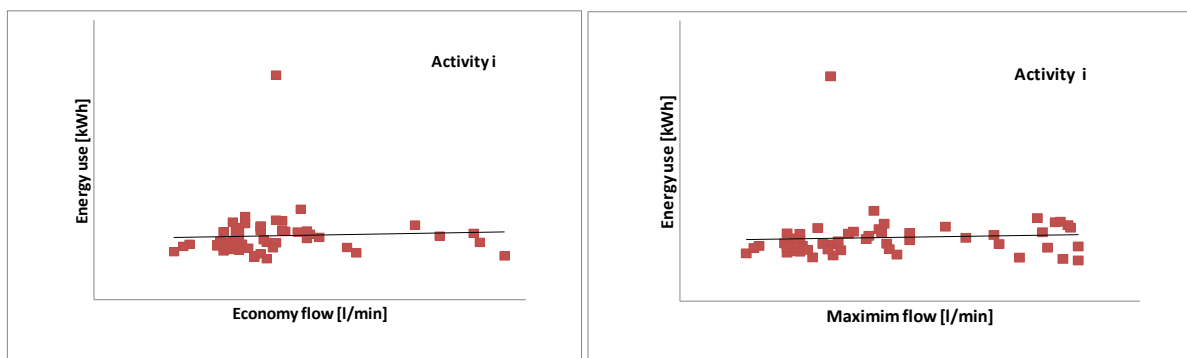 Activity i
Energy use [kWh]
Economy flow [l/min]
Activity i
Energy use [kWh]
Maximim flow [l/min]